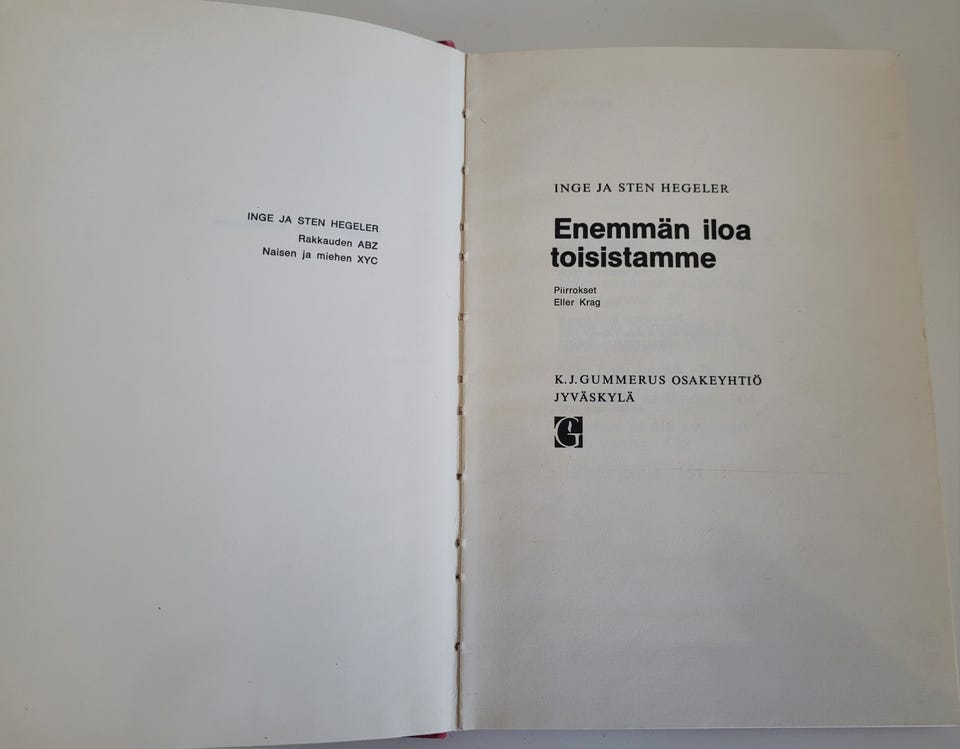 INGE JA STEN HEGELER
Rakkauden ABZ
Naisen ja miehen XYC
INGE JA STEN HEGELER
Enemmän iloa
toisistamme
Piirrokset
Eller Krag
K.J.GUMMERUS OSAKEYHTIÖ
JYVÄSKYLÄ
G